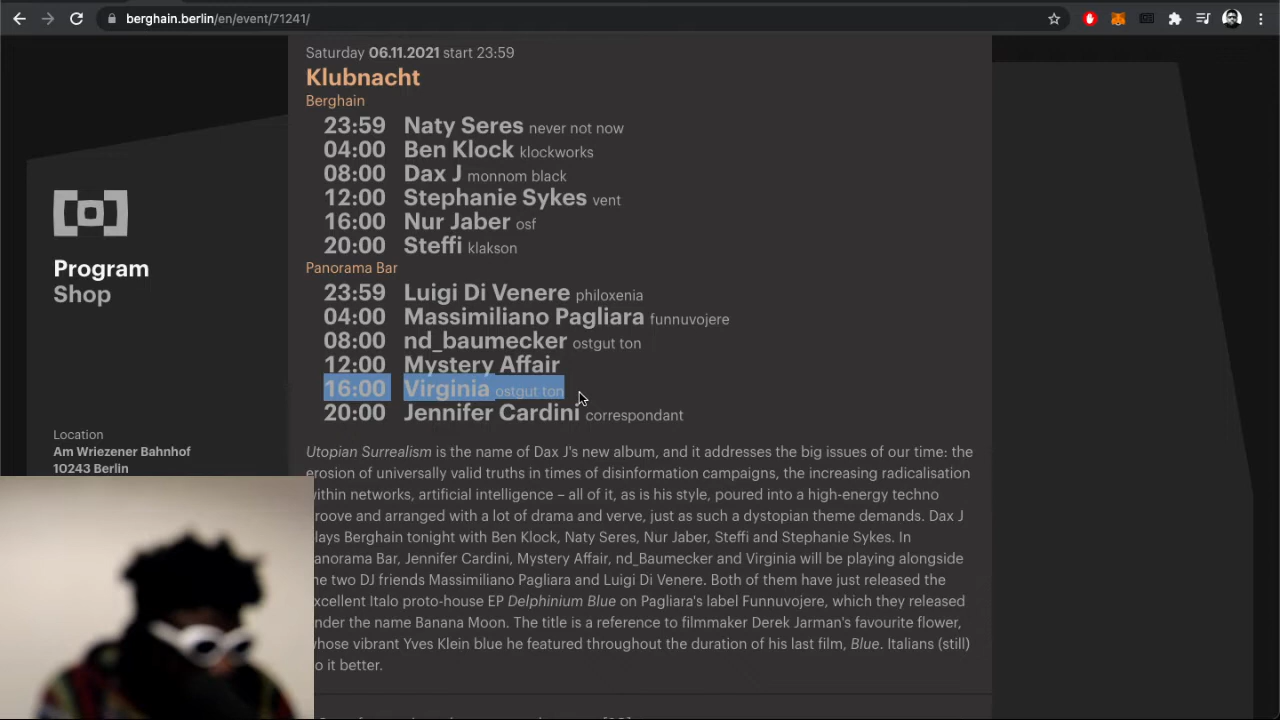 berghain.berlin/en/event/71241/
Saturday 06.11.2021 start 23:59
Klubnacht
Berghain
23:59 Naty Seres never not now
04:00 Ben Klock klockworks
08:00 Dax J monnom black
12:00 Stephanie Sykes vent
16:00 Nur Jaber osf
20:00 Steffi klakson
Panorama Bar
23:59 Luigi Di Venere philoxenia
04:00 Massimiliano Pagliara funnuvojere
08:00 nd_baumecker ostgut ton
12:00 Mystery Affair
16:00 Virginia ostgut ton
20:00 Jennifer Cardini correspondant
Program
Shop
Location
Am Wriezener Bahnhof
10243 Berlin
Utopian Surrealism is the name of Dax J's new album, and it addresses the big issues of our time: the
erosion of universally valid truths in times of disinformation campaigns, the increasing radicalisation
within networks, artificial intelligence – all of it, as is his style, poured into a high-energy techno
groove and arranged with a lot of drama and verve, just as such a dystopian theme demands. Dax J
plays Berghain tonight with Ben Klock, Naty Seres, Nur Jaber, Steffi and Stephanie Sykes. In
Panorama Bar, Jennifer Cardini, Mystery Affair, nd_Baumecker and Virginia will be playing alongside
the two DJ friends Massimiliano Pagliara and Luigi Di Venere. Both of them have just released the
excellent Italo proto-house EP Delphinium Blue on Pagliara's label Funnuvojere, which they released
under the name Banana Moon. The title is a reference to filmmaker Derek Jarman's favourite flower,
whose vibrant Yves Klein blue he featured throughout the duration of his last film, Blue. Italians (still)
do it better.